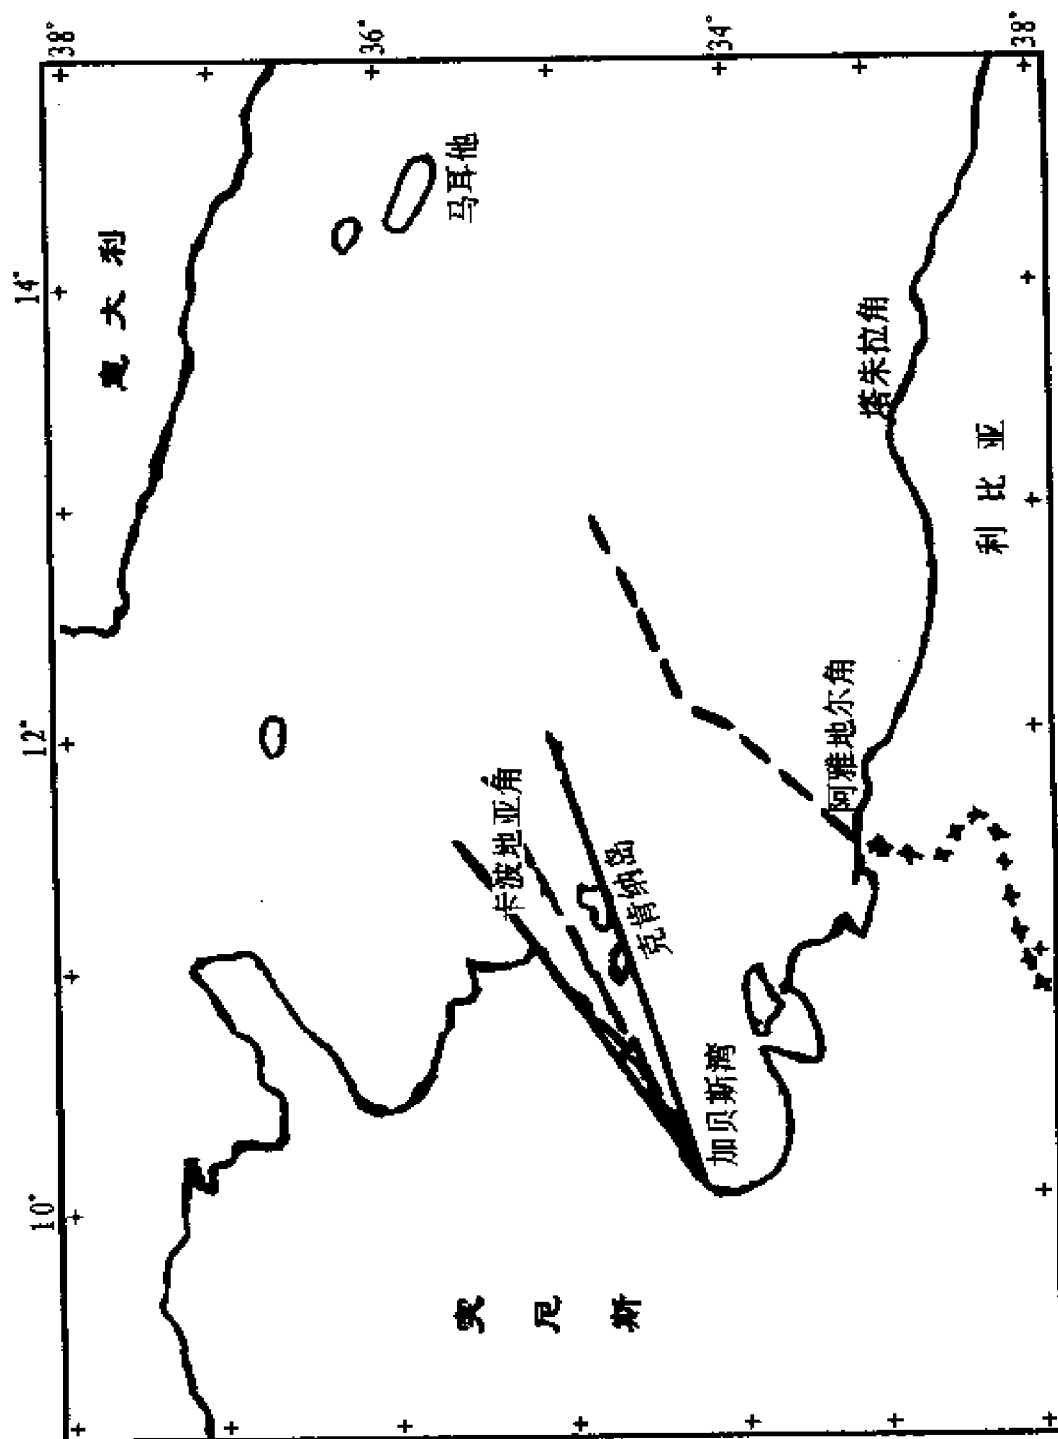 10°
12°
14°
38°
意大利
36°
马耳他
突尼斯
卡波地亚角
克肯纳岛
34°
加贝斯湾
阿雅地尔角
塔朱拉角
利比亚
38°